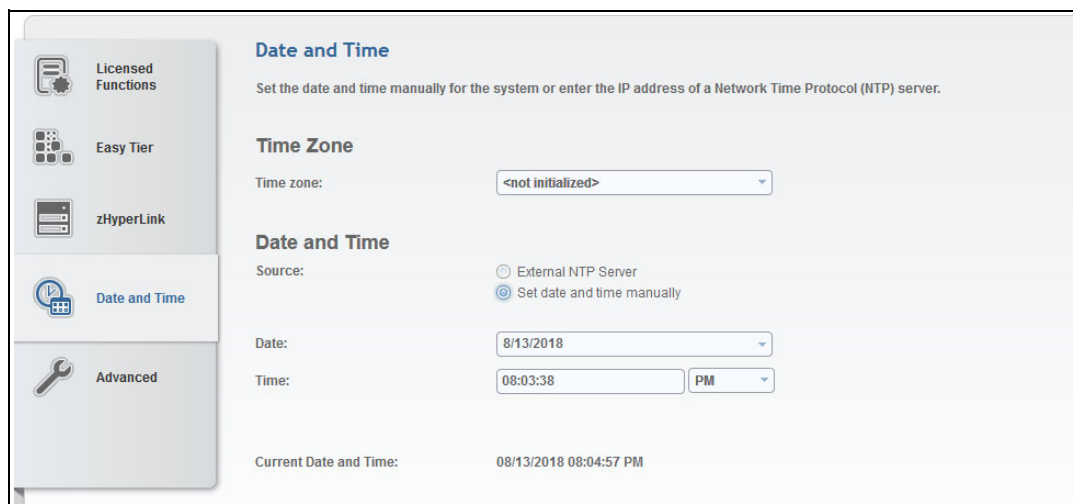 Licensed
Functions
Easy Tier
zHyperLink
Date and Time
Advanced
Date and Time
Set the date and time manually for the system or enter the IP address of a Network Time Protocol (NTP) server.
Time Zone
Time zone:
<not initialized>
Date and Time
Source:
External NTP Server
Set date and time manually
Date:
8/13/2018
Time:
08:03:38
PM
Current Date and Time:
08/13/2018 08:04:57 PM